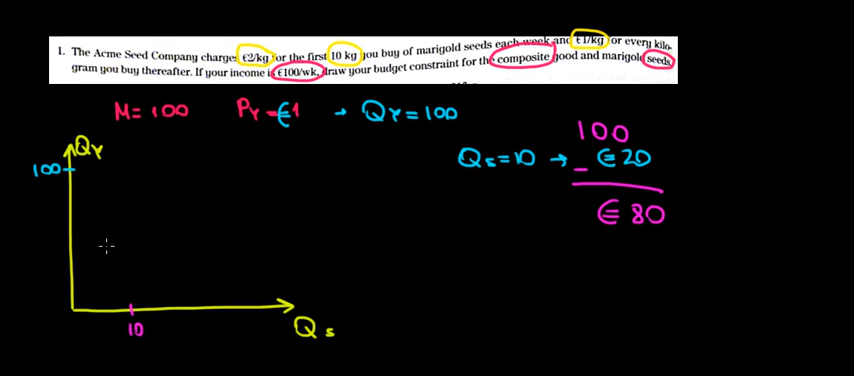 1. The Acme Seed Company charges €2/kg for the first 10 kg you buy of marigold seeds each week and €1/kg for every kilo-
gram you buy thereafter. If your income is €100/wk, draw your budget constraint for the composite good and marigold seeds.
M = 100 PY = €1 → QY = 100
100
Qs = 10 → € 20
-
€ 80
QY
100
10
Qs